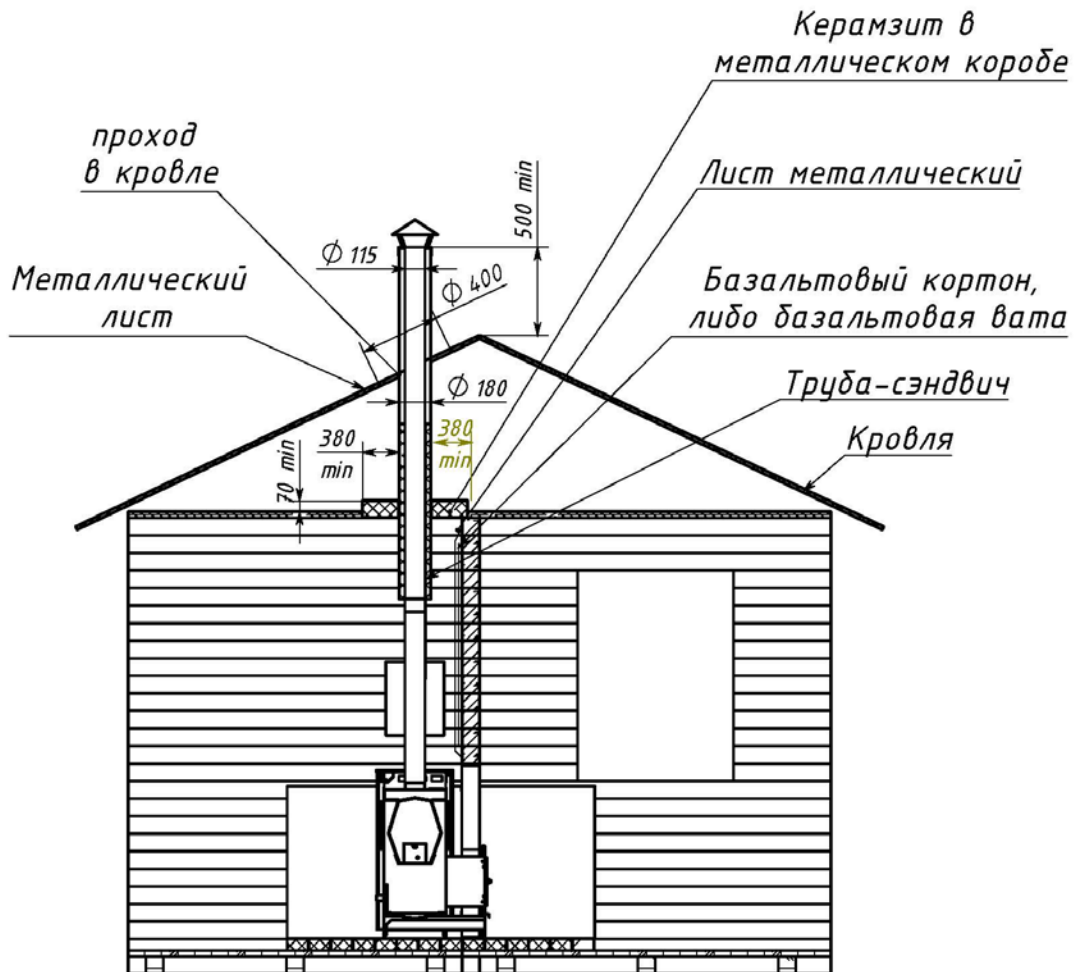 Керамзит в
металлическом коробе
проход
в кровле
Лист металлический
500 min
Ø 115
Ø 400
Металлический
лист
Базальтовый кортон,
либо базальтовая вата
Труба-сэндвич
Ø 180
380
min
380
min
Кровля
70 min